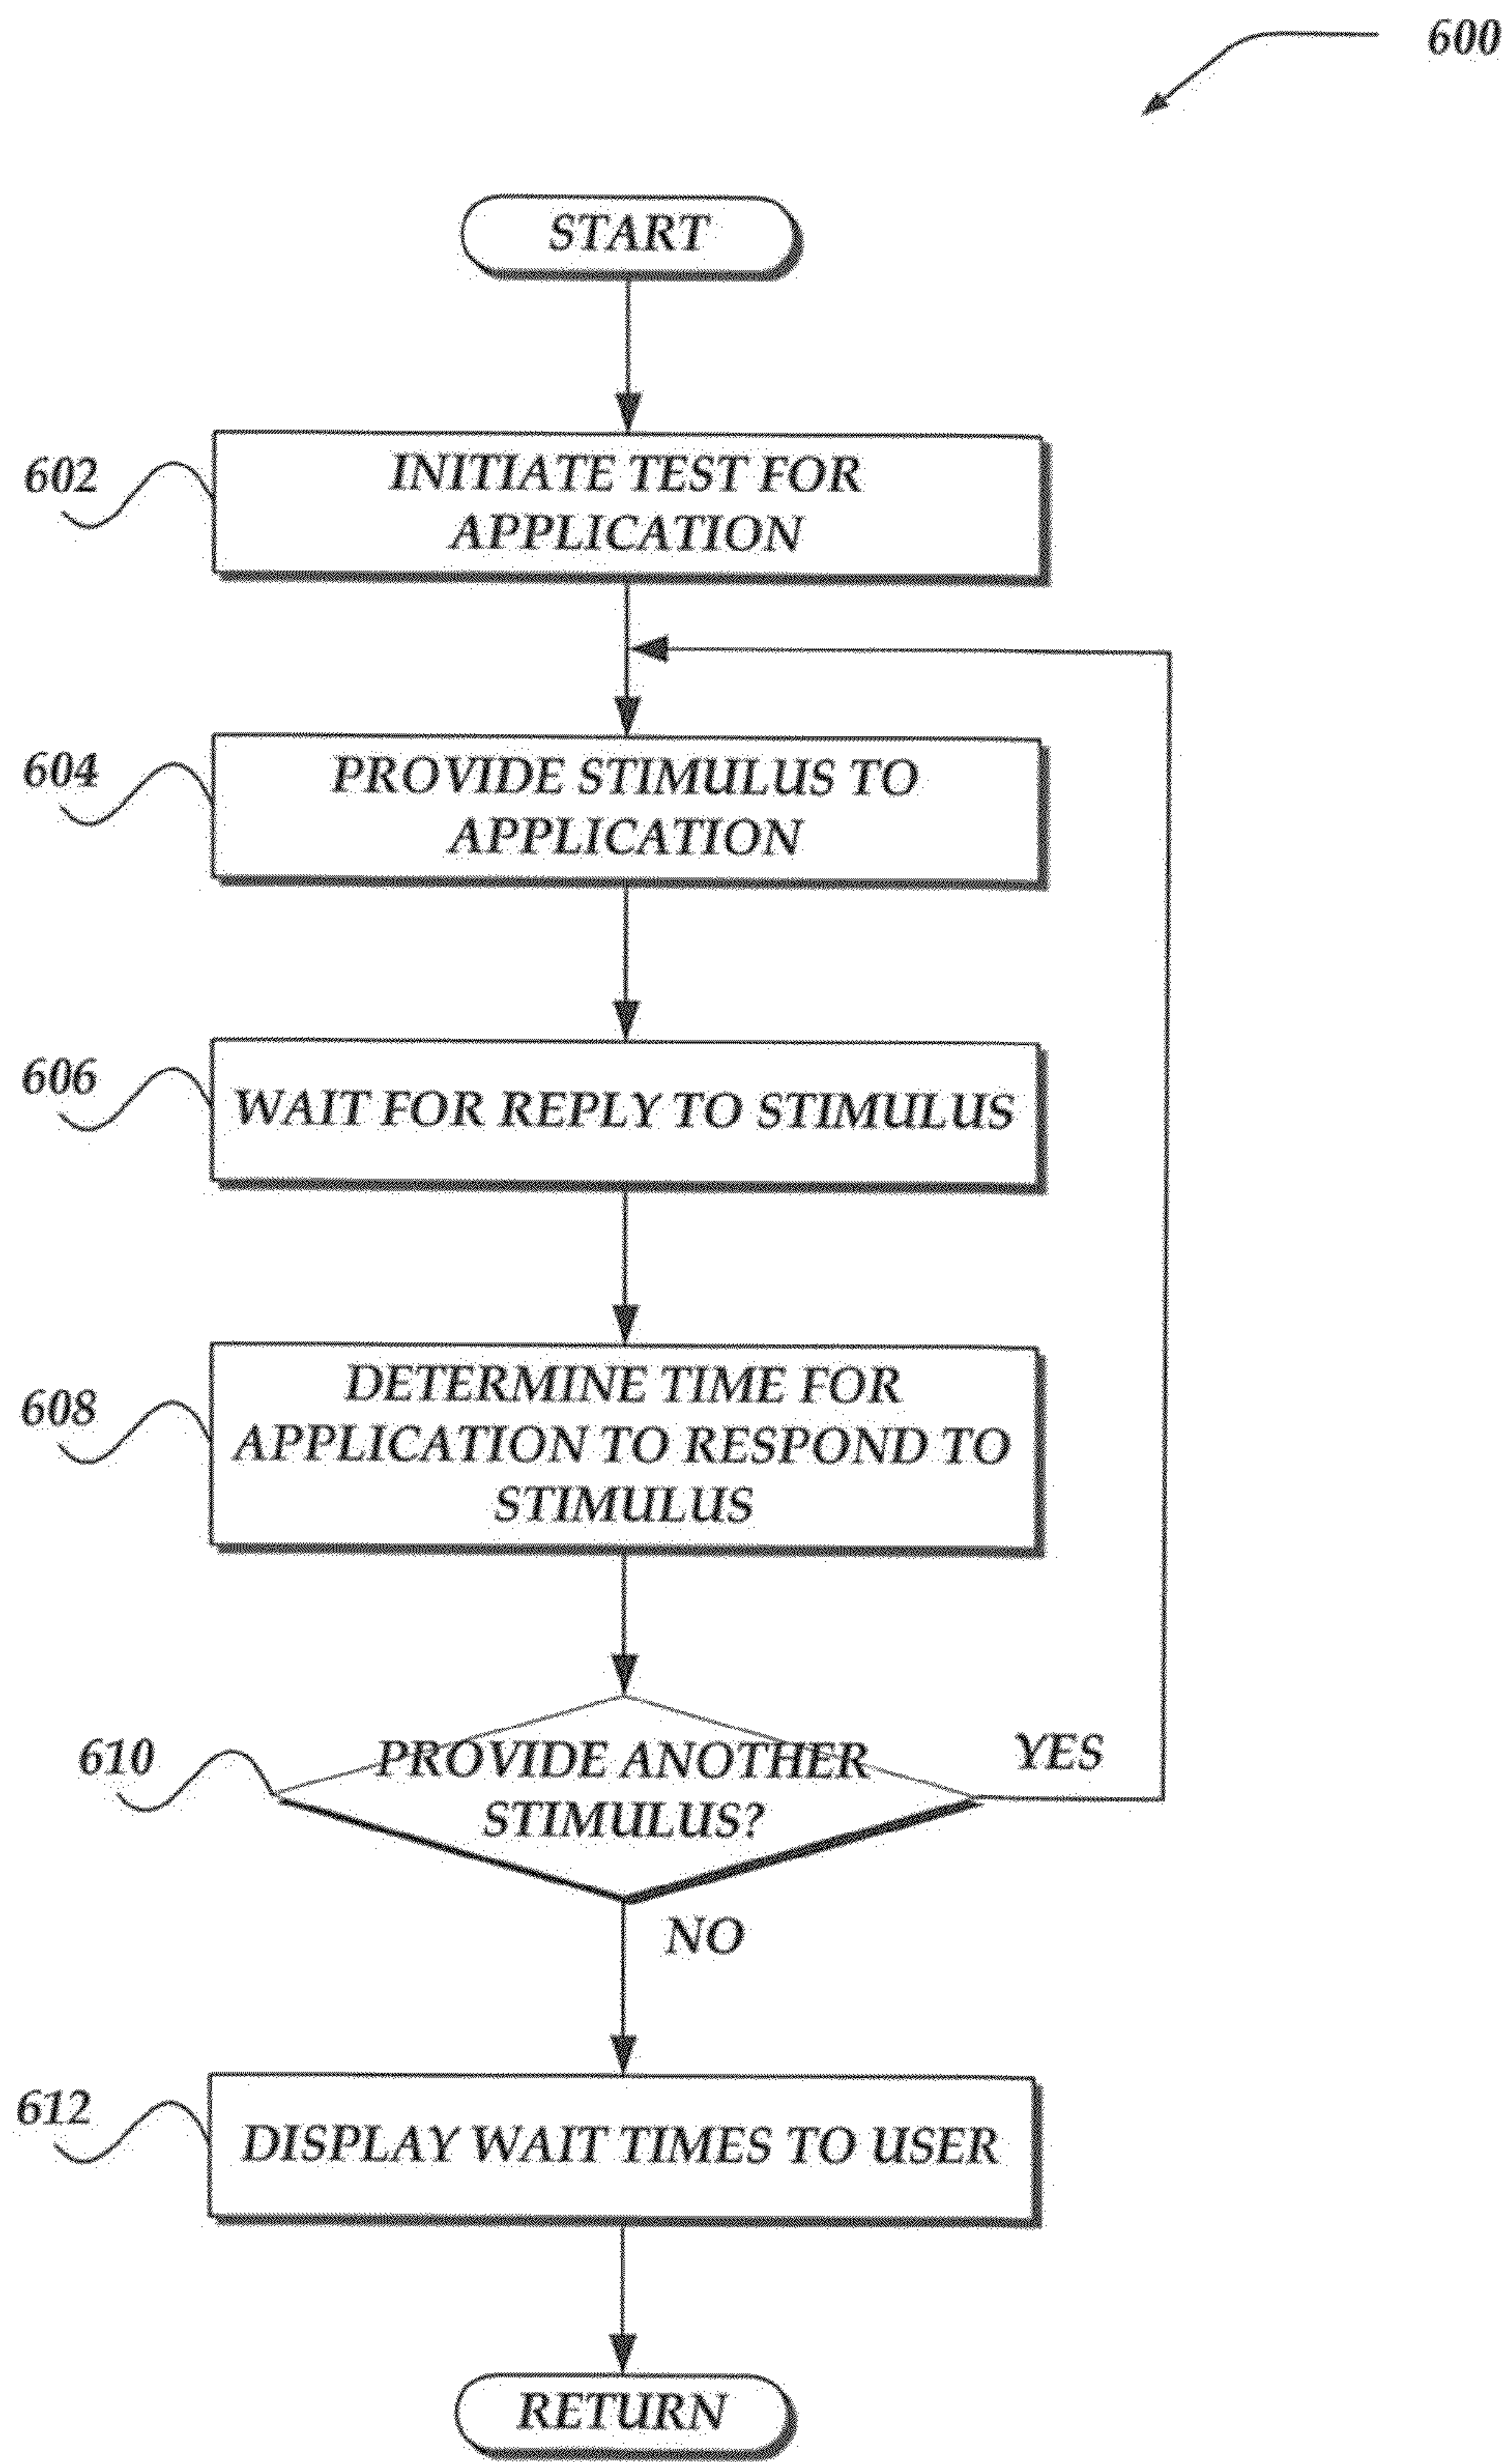 600
START
602
INITIATE TEST FOR
APPLICATION
604
PROVIDE STIMULUS TO
APPLICATION
606
WAIT FOR REPLY TO STIMULUS
608
DETERMINE TIME FOR
APPLICATION TO RESPOND TO
STIMULUS
610
PROVIDE ANOTHER
STIMULUS?
YES
NO
612
DISPLAY WAIT TIMES TO USER
RETURN